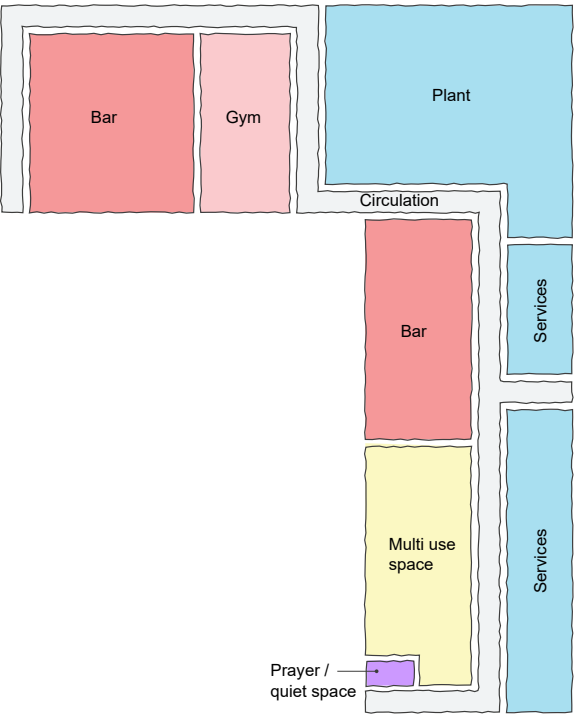 Plant
Bar
Gym
Circulation
Services
Bar
Multi use
space
Services
Prayer /
quiet space